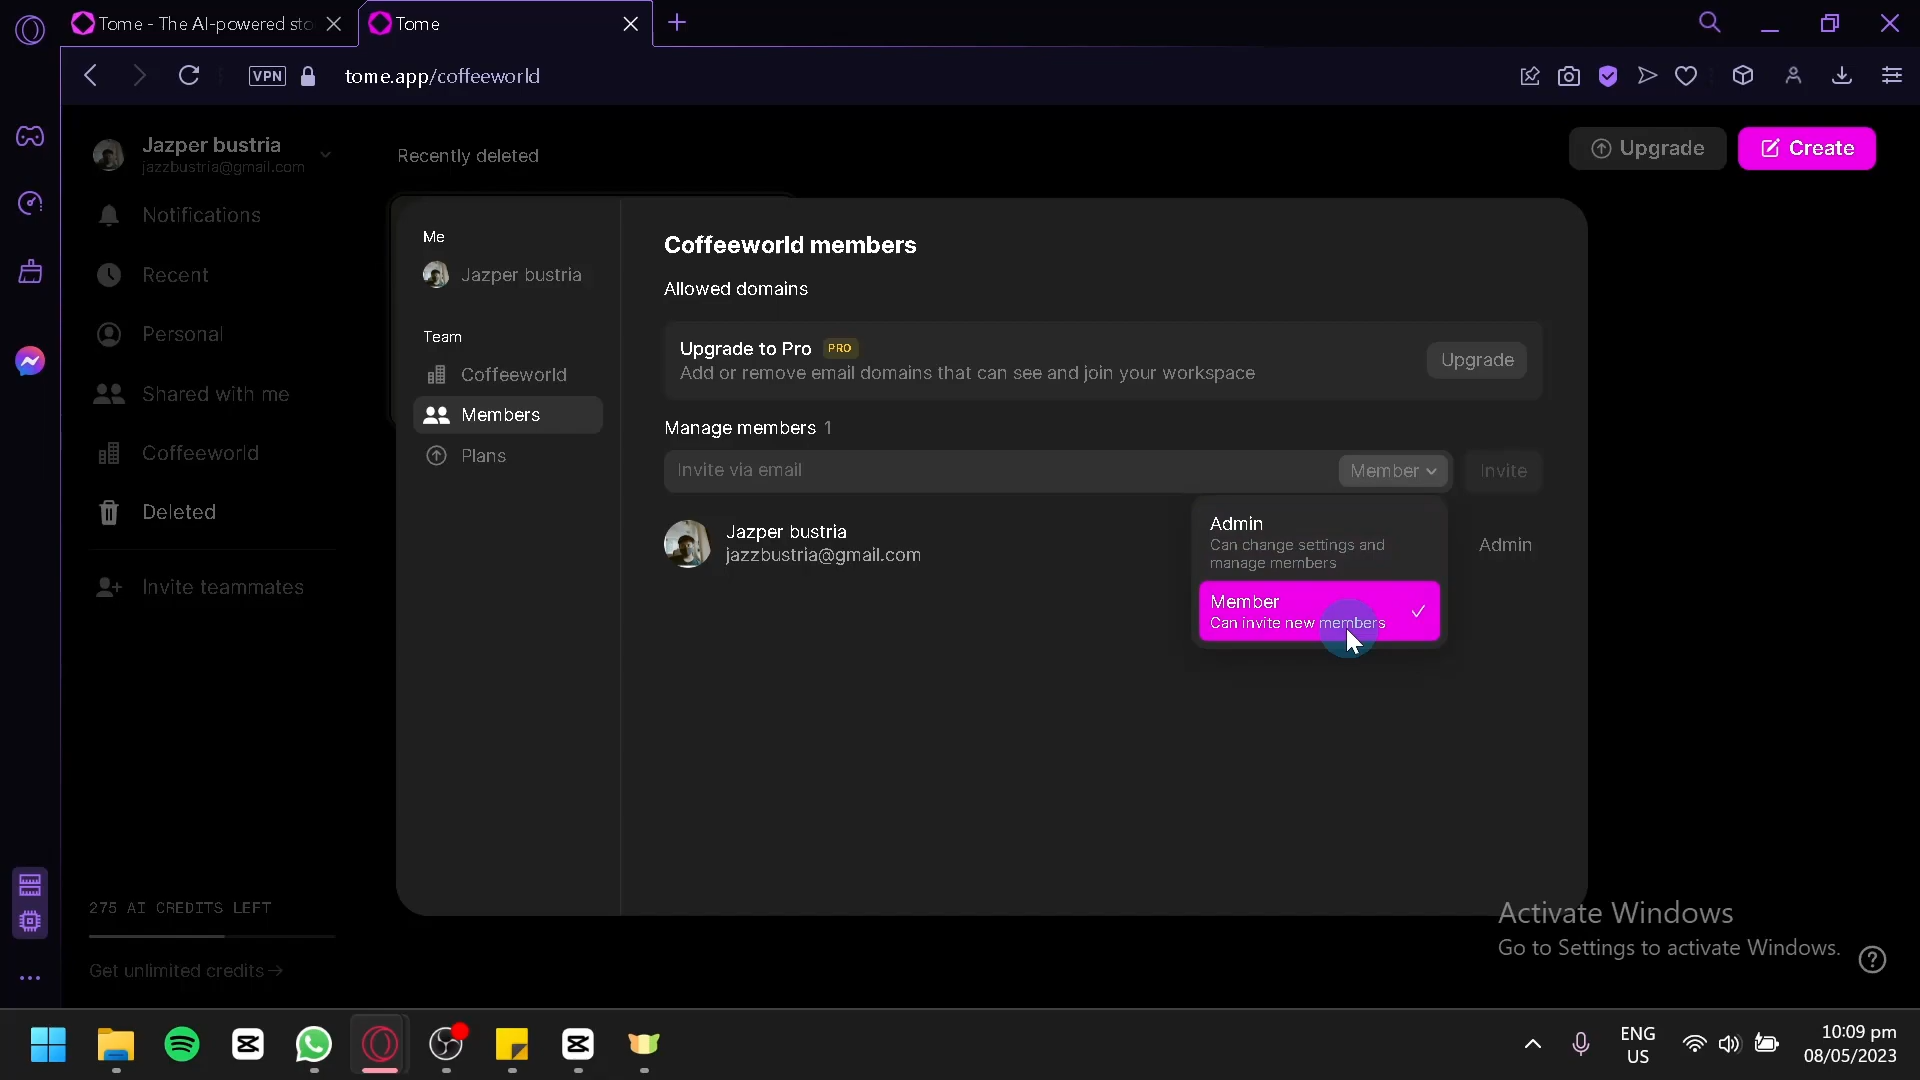 Tome - The AI-powered sto
Tome
VPN
tome.app/coffeeworld
Jazper bustria
jazzbustria@gmail.com
Recently deleted
Upgrade
Create
Notifications
Recent
Personal
Shared with me
Coffeeworld
Deleted
Invite teammates
Me
Jazper bustria
Team
Coffeeworld
Members
Plans
Coffeeworld members
Allowed domains
Upgrade to Pro PRO
Add or remove email domains that can see and join your workspace
Upgrade
Manage members 1
Invite via email
Member
Invite
Jazper bustria
jazzbustria@gmail.com
Admin
Admin
Can change settings and
manage members
Member
Can invite new members
275 AI CREDITS LEFT
Get unlimited credits →
Activate Windows
Go to Settings to activate Windows.
ENG
US
10:09 pm
08/05/2023